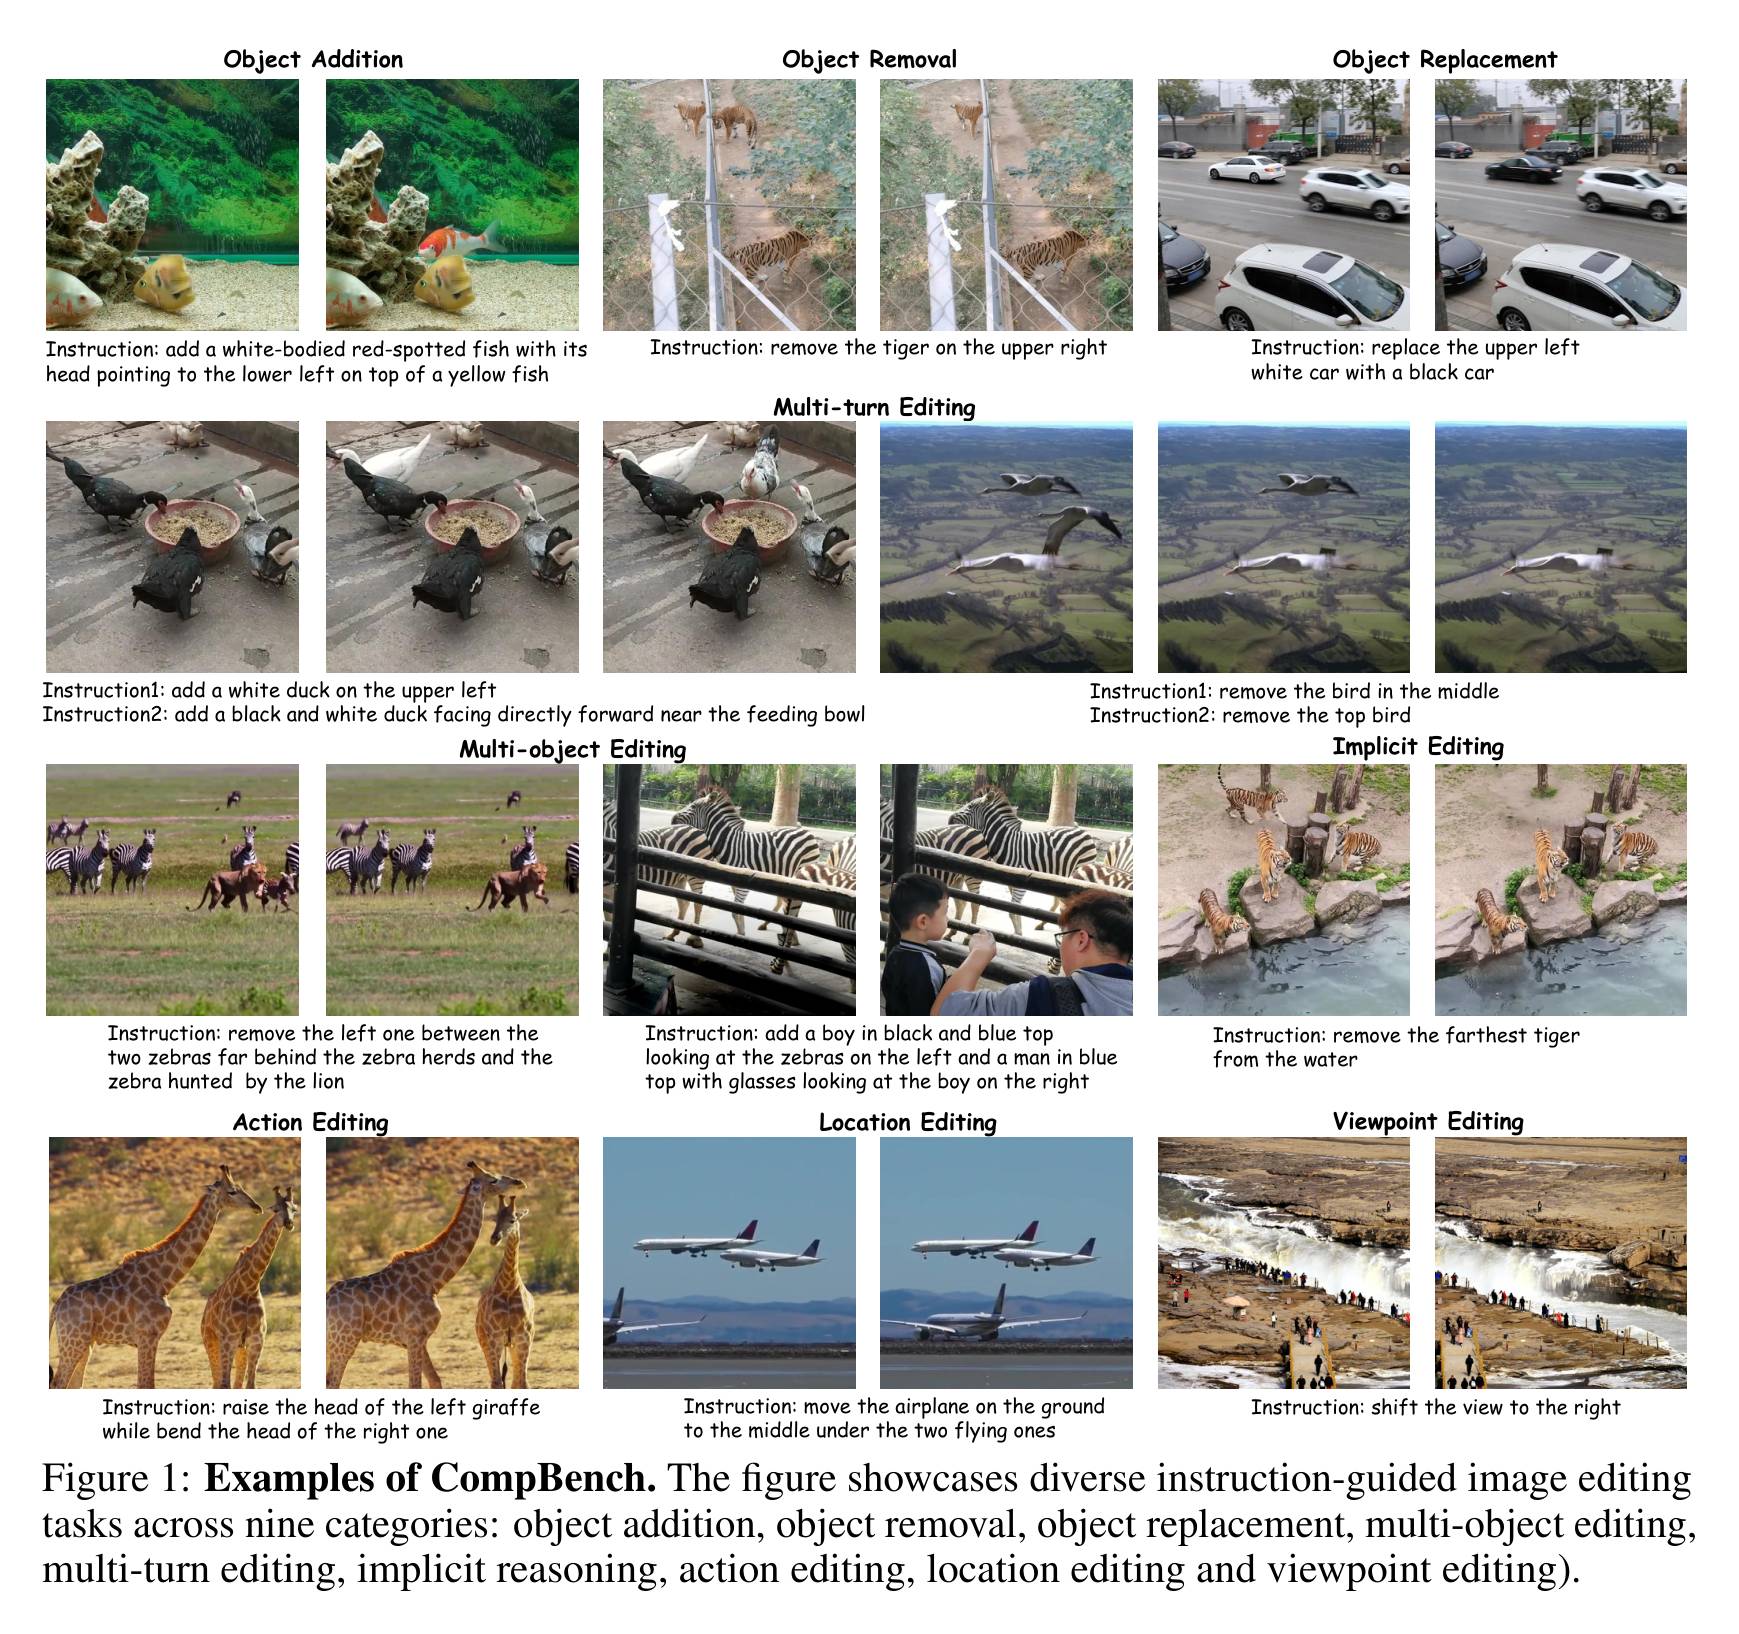 Object Addition
Object Removal
Object Replacement
Instruction: add a white-bodied red-spotted fish with its
head pointing to the lower left on top of a yellow fish
Instruction: remove the tiger on the upper right
Instruction: replace the upper left
white car with a black car
Multi-turn Editing
Instruction1: add a white duck on the upper left
Instruction2: add a black and white duck facing directly forward near the feeding bowl
Instruction1: remove the bird in the middle
Instruction2: remove the top bird
Multi-object Editing
Implicit Editing
Instruction: remove the left one between the
two zebras far behind the zebra herds and the
zebra hunted by the lion
Instruction: add a boy in black and blue top
looking at the zebras on the left and a man in blue
top with glasses looking at the boy on the right
Instruction: remove the farthest tiger
from the water
Action Editing
Location Editing
Viewpoint Editing
Instruction: raise the head of the left giraffe
while bend the head of the right one
Instruction: move the airplane on the ground
to the middle under the two flying ones
Instruction: shift the view to the right
Figure 1: Examples of CompBench. The figure showcases diverse instruction-guided image editing
tasks across nine categories: object addition, object removal, object replacement, multi-object editing,
multi-turn editing, implicit reasoning, action editing, location editing and viewpoint editing).